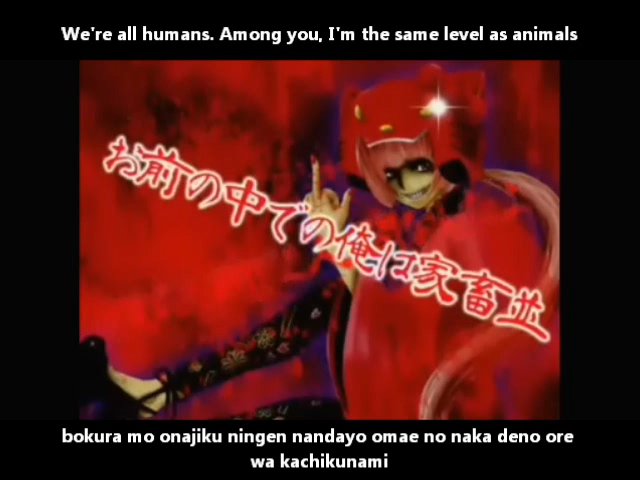 We're all humans. Among you, I'm the same level as animals
お前の中での俺は家畜並
bokura mo onajiku ningen nandayo omae no naka deno ore
wa kachikunami